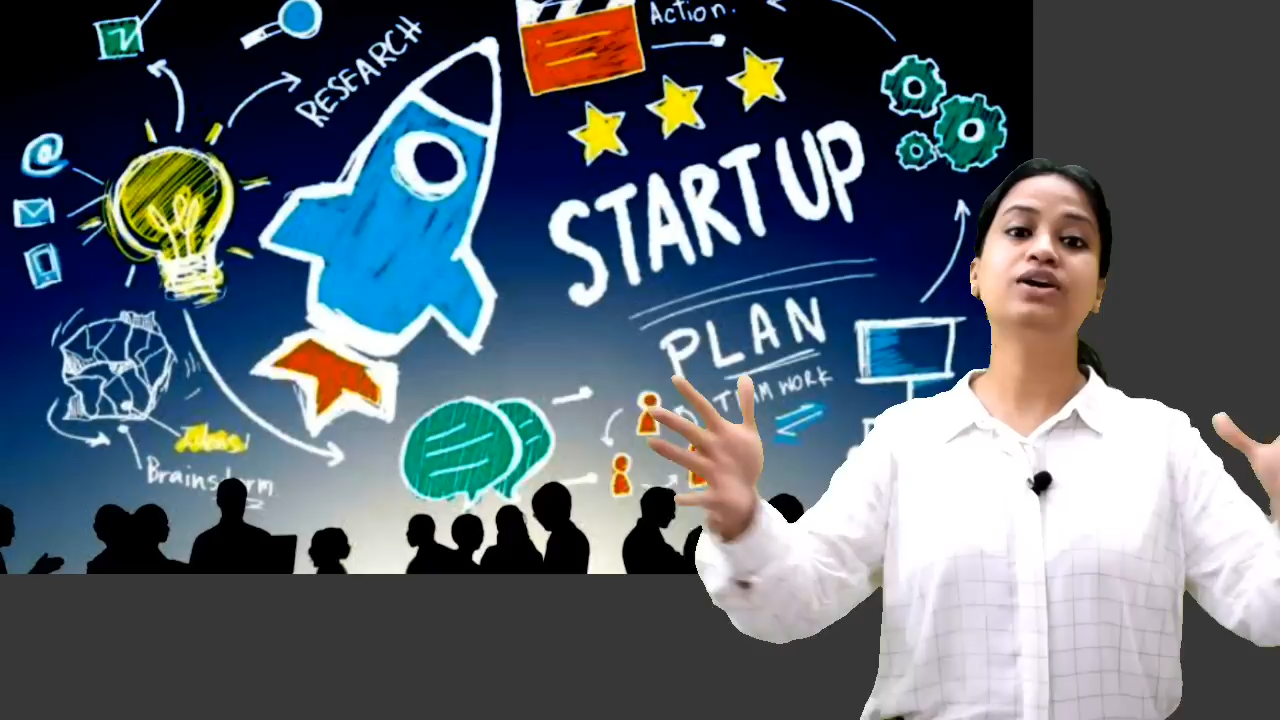 Action.
RESEARCH
START UP
PLAN
TEAM WORK
Ideas
Brainstorm